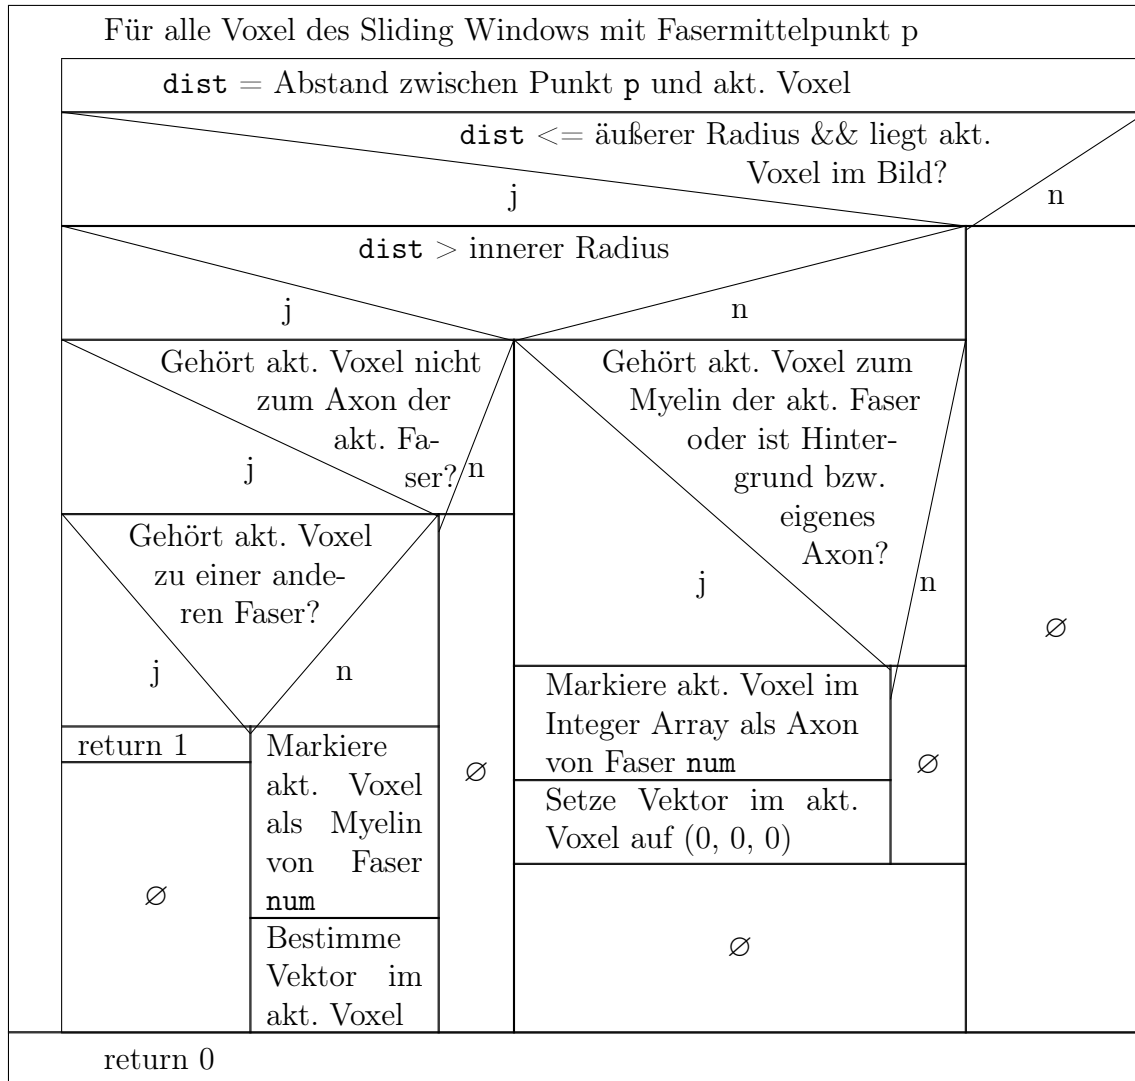 Für alle Voxel des Sliding Windows mit Fasermittelpunkt p
dist = Abstand zwischen Punkt p und akt. Voxel
dist <= äußerer Radius && liegt akt.
Voxel im Bild?
j
n
dist > innerer Radius
j
n
Gehört akt. Voxel nicht
zum Axon der
akt. Fa-
ser?
j
n
Gehört akt. Voxel zum
Myelin der akt. Faser
oder ist Hinter-
grund bzw.
eigenes
Axon?
j
n
Gehört akt. Voxel
zu einer ande-
ren Faser?
j
n
return 1
∅
Markiere
akt. Voxel
als Myelin
von Faser
num
Bestimme
Vektor im
akt. Voxel
∅
Markiere akt. Voxel im
Integer Array als Axon
von Faser num
Setze Vektor im akt.
Voxel auf (0, 0, 0)
∅
∅
∅
return 0